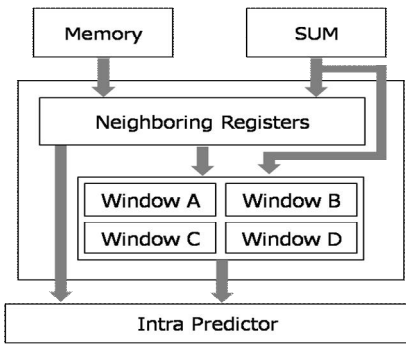 Memory
SUM
Neighboring Registers
Window A
Window B
Window C
Window D
Intra Predictor